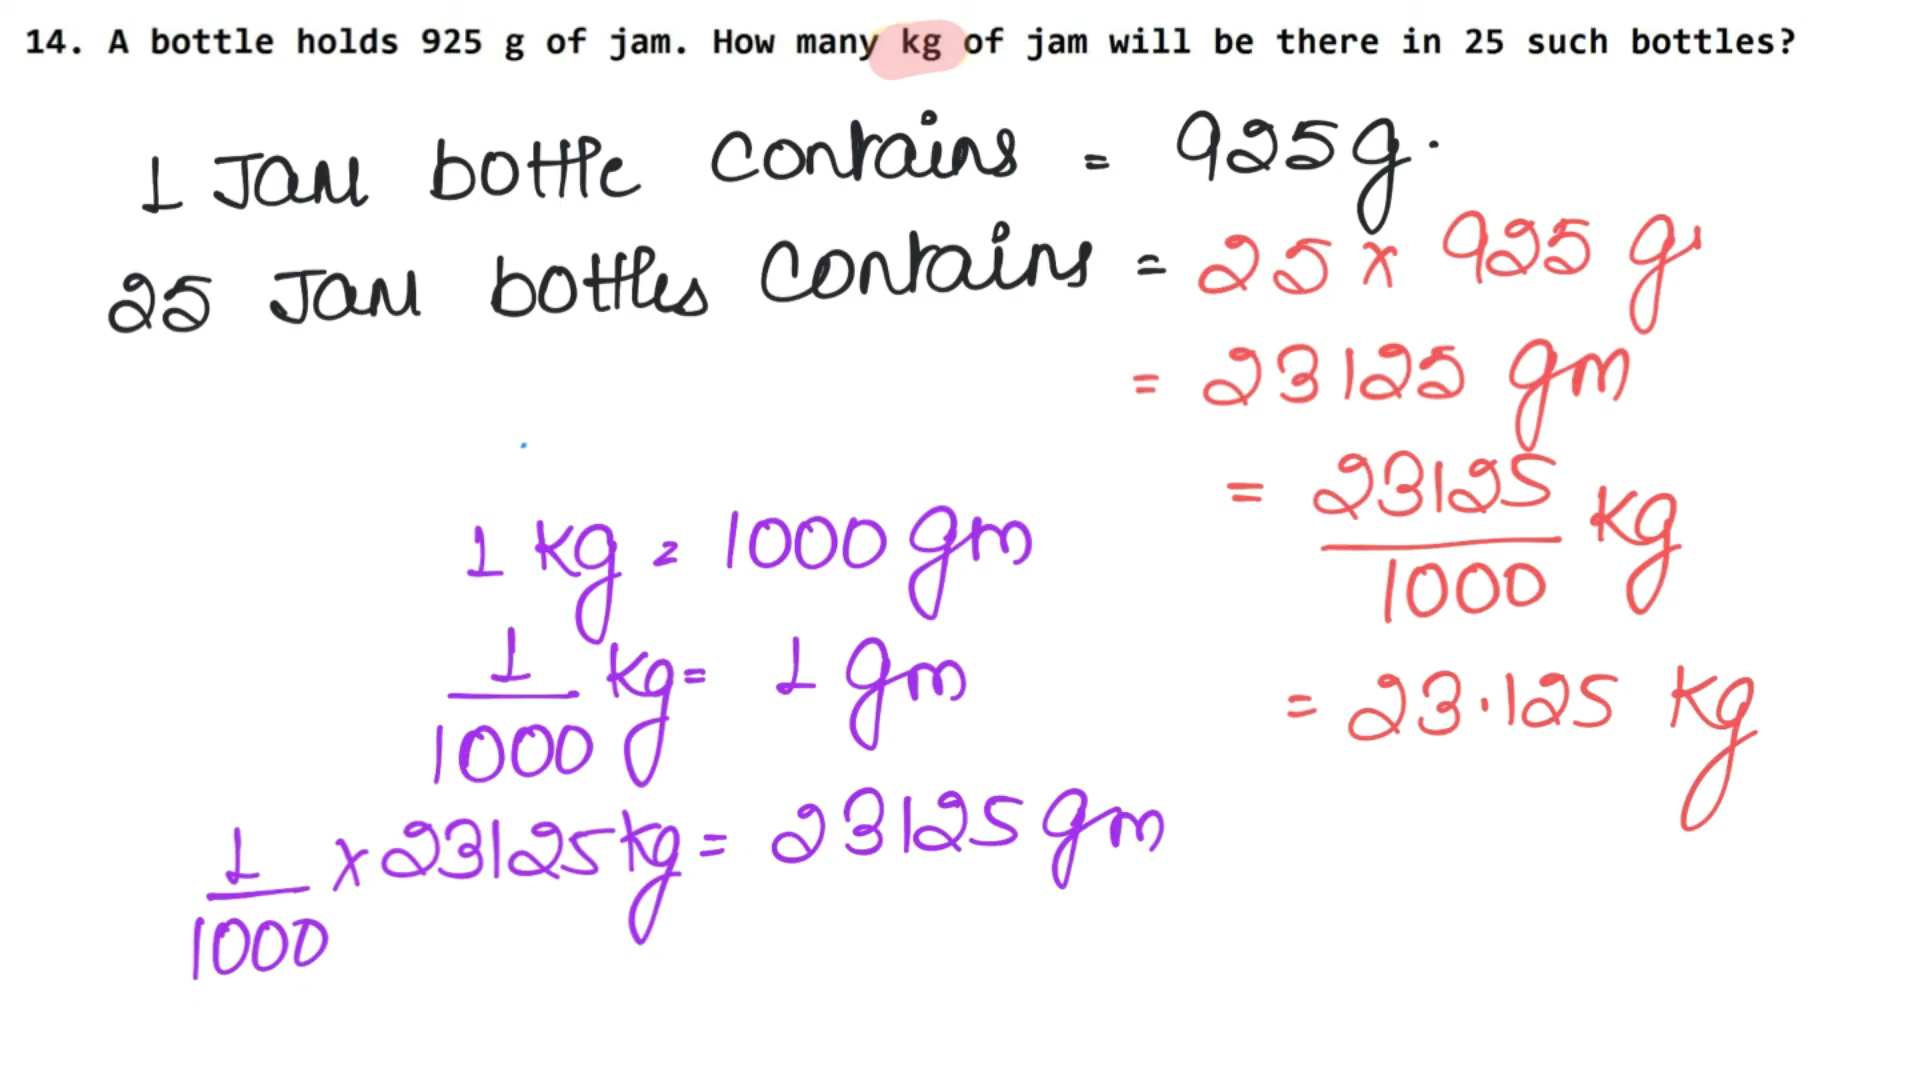 14. A bottle holds 925 g of jam. How many kg of jam will be there in 25 such bottles?
1 Jam bottle contains = 925g.
25 Jam bottles contains = 25 x 925 g
= 23125 gm
= 23125/1000 kg
= 23.125 kg
1 kg = 1000 gm
1/1000 kg = 1 gm
1/1000 x 23125 kg = 23125 gm